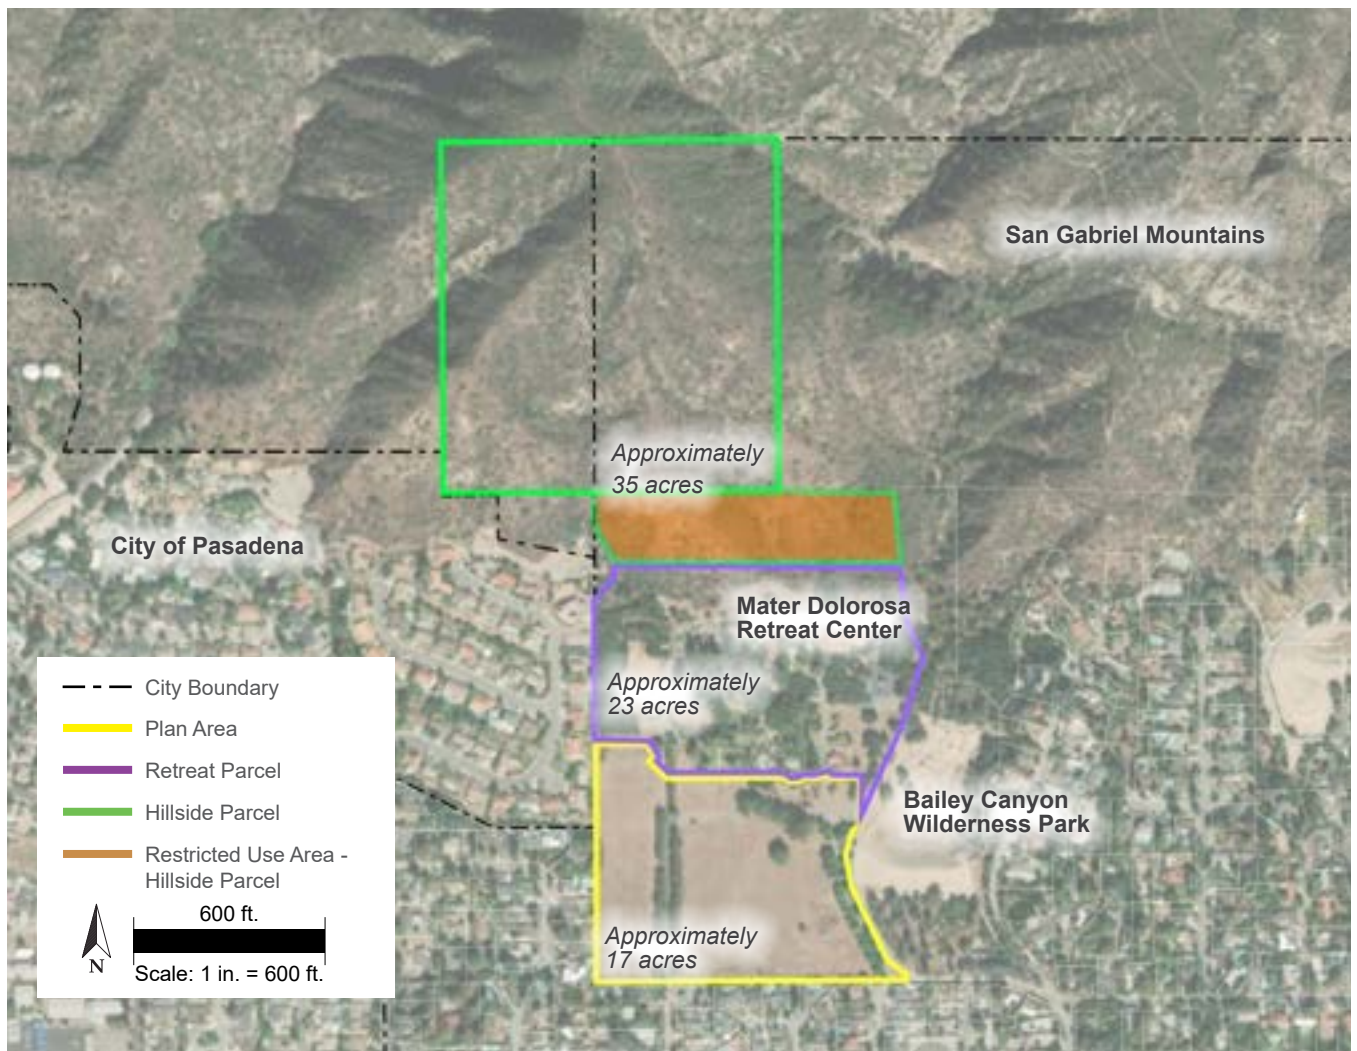 San Gabriel Mountains
Approximately
35 acres
City of Pasadena
Mater Dolorosa
Retreat Center
Approximately
23 acres
Bailey Canyon
Wilderness Park
Approximately
17 acres
City Boundary
Plan Area
Retreat Parcel
Hillside Parcel
Restricted Use Area -
Hillside Parcel
600 ft.
N
Scale: 1 in. = 600 ft.